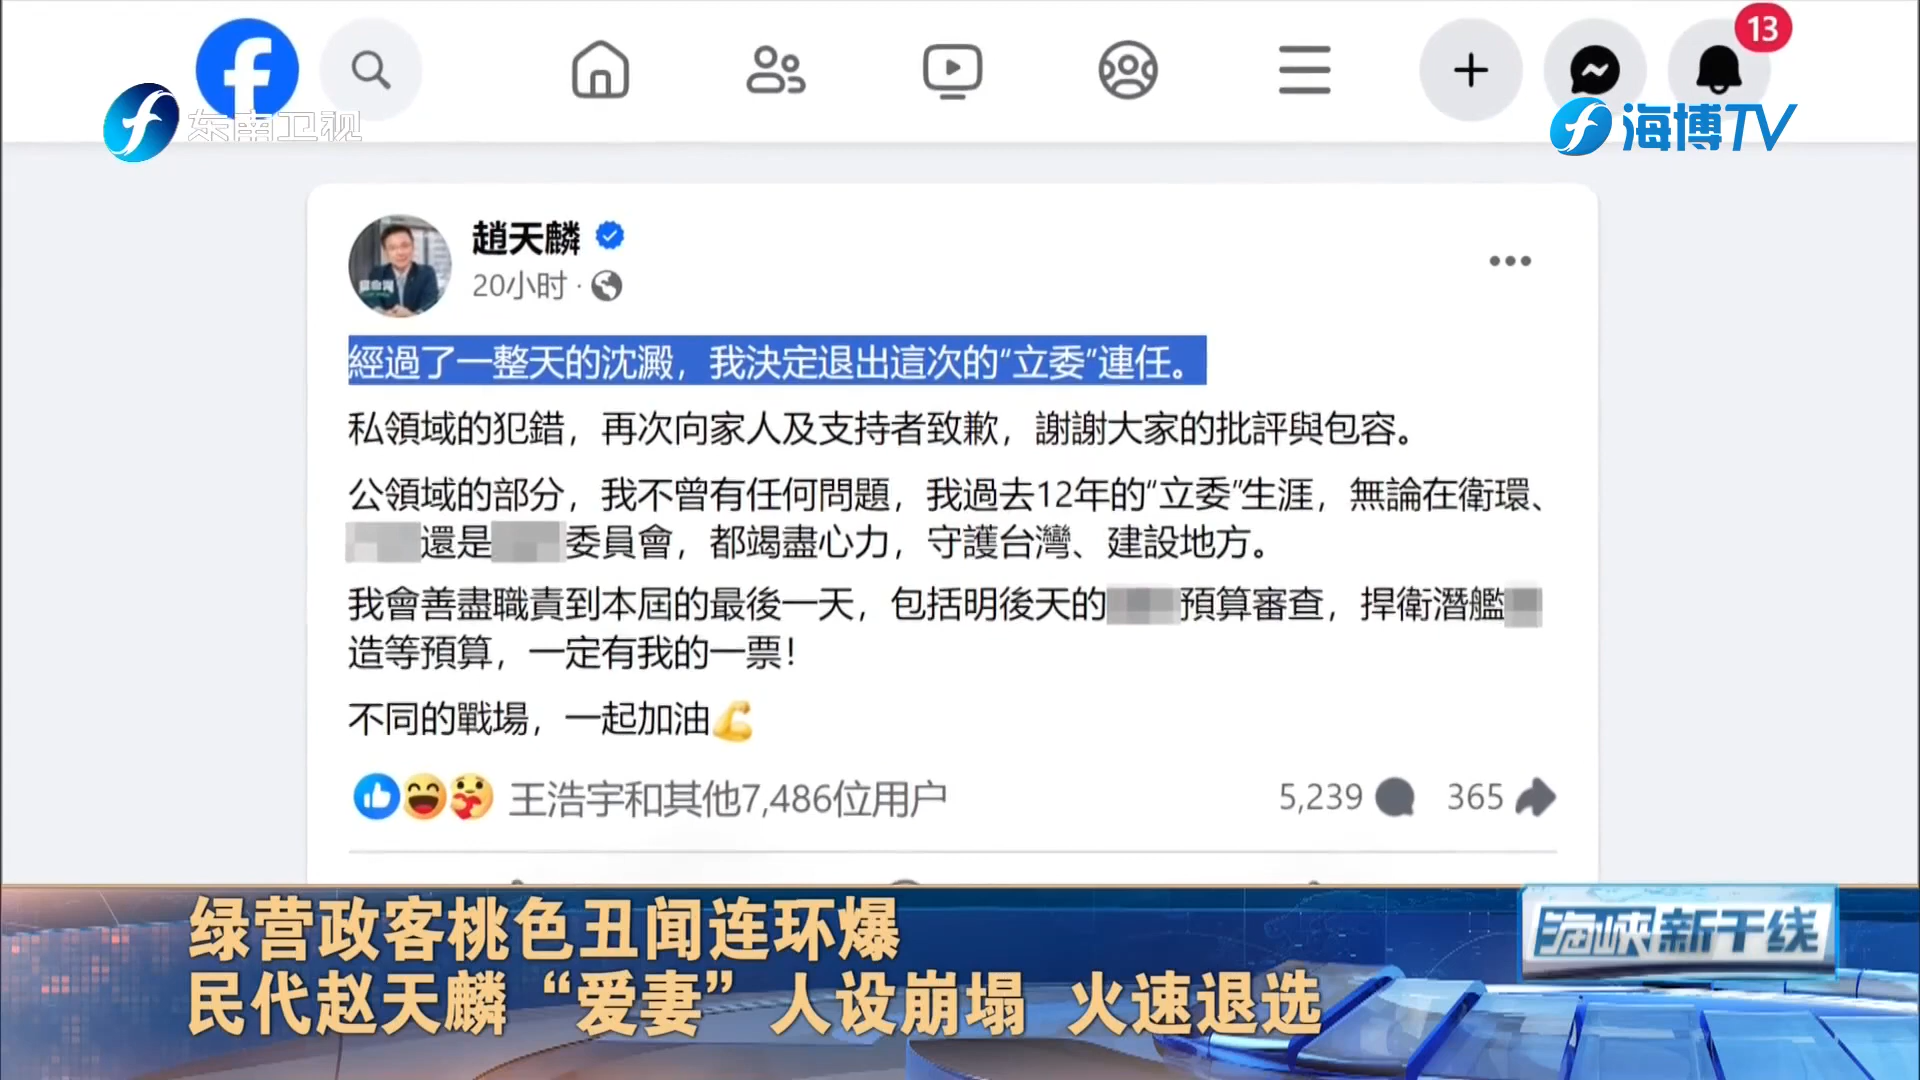 13
东南卫视
海博TV
趙天麟
20小时 ·
經過了一整天的沈澱，我決定退出這次的“立委”連任。
私領域的犯錯，再次向家人及支持者致歉，謝謝大家的批評與包容。
公領域的部分，我不曾有任何問題，我過去12年的“立委”生涯，無論在衛環、
還是委員會，都竭盡心力，守護台灣、建設地方。
我會善盡職責到本屆的最後一天，包括明後天的預算審查，捍衛潛艦
造等預算，一定有我的一票！
不同的戰場，一起加油💪
王浩宇和其他7,486位用户
5,239
365
绿营政客桃色丑闻连环爆
民代赵天麟“爱妻”人设崩塌 火速退选
海峡新干线